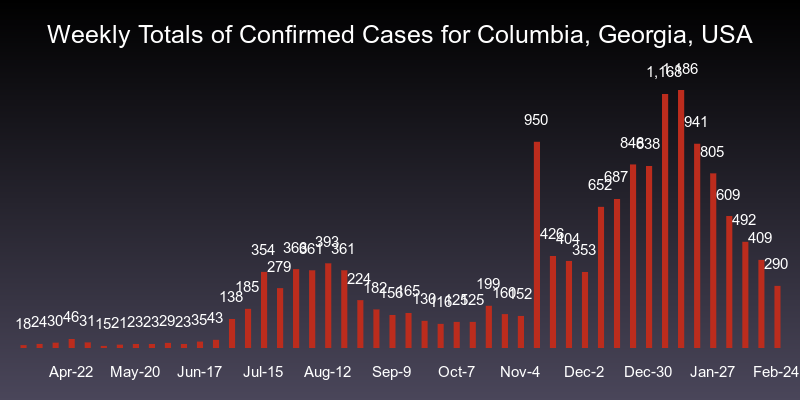 Weekly Totals of Confirmed Cases for Columbia, Georgia, USA
18 24 30 46 31 15 21 23 23 29 23 35 43 138 185 354 279 366 361 393 361 224 182 156 165 130 116 125 125 199 152 950 426 404 353 652 687 838 1,168 1,186 941 805 609 492 409 290
Apr-22 May-20 Jun-17 Jul-15 Aug-12 Sep-9 Oct-7 Nov-4 Dec-2 Dec-30 Jan-27 Feb-24